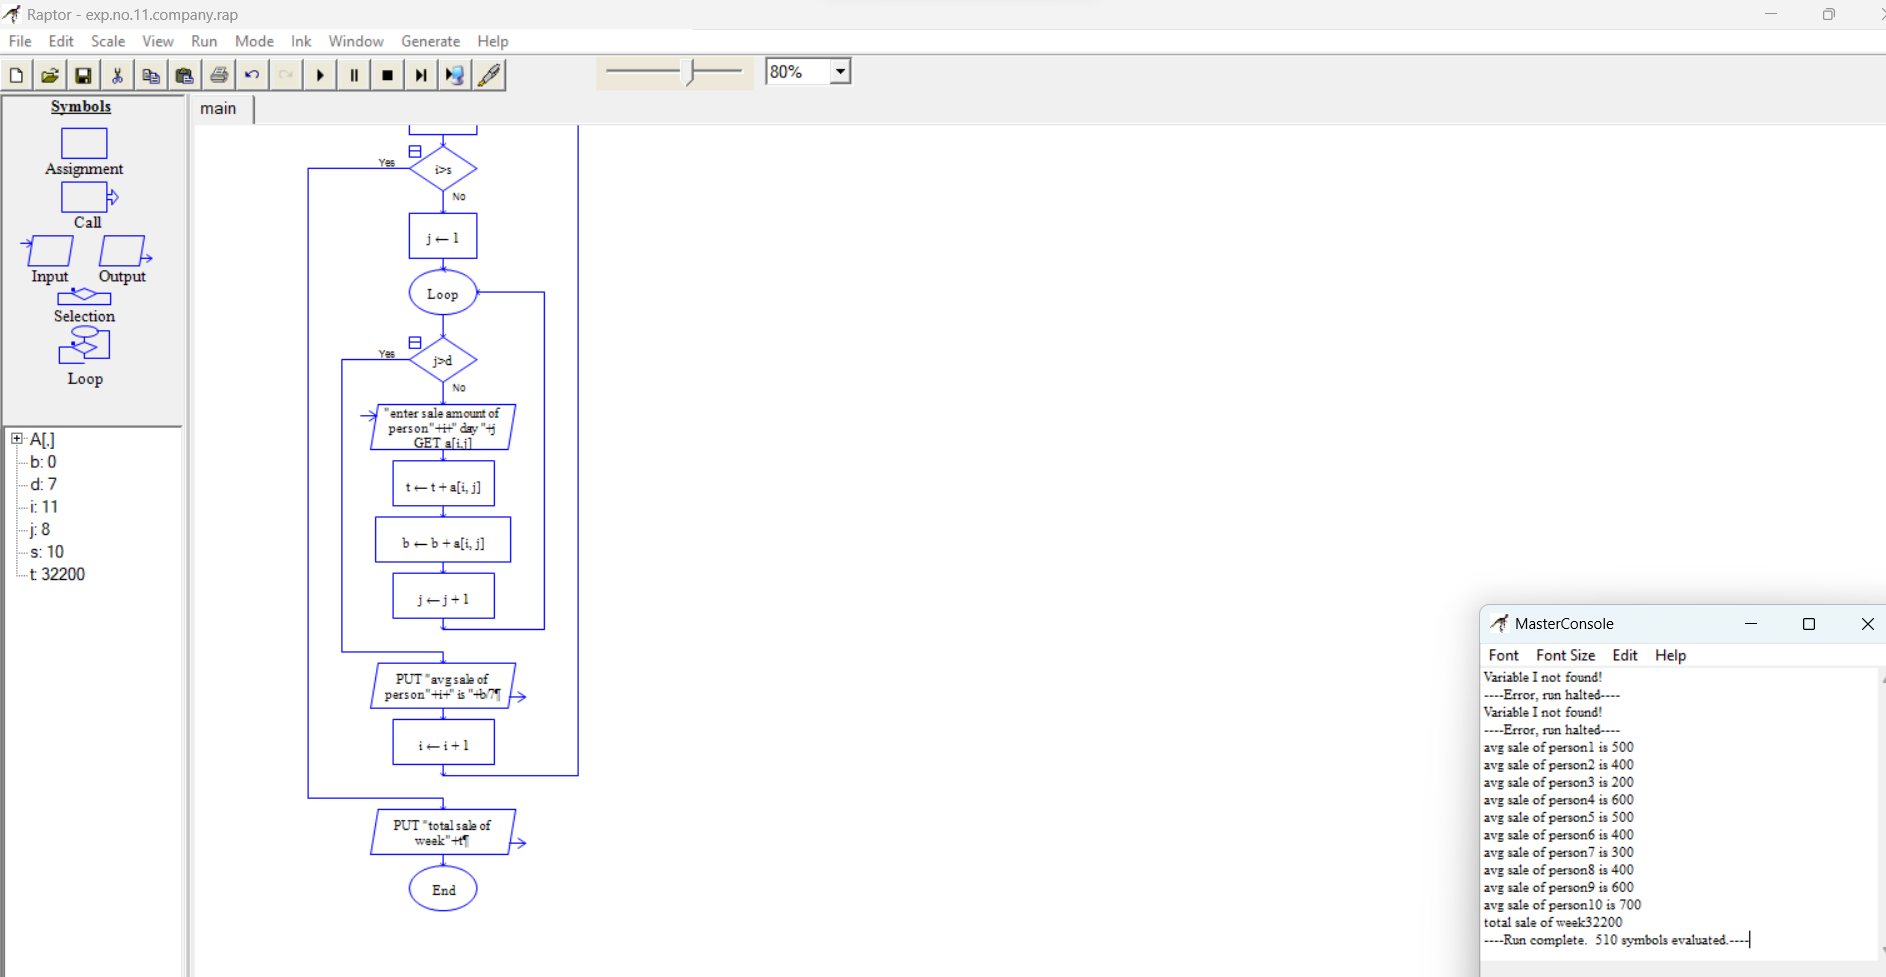 Raptor - exp.no.11.company.rap
File Edit Scale View Run Mode Ink Window Generate Help
80%
Symbols
Assignment
Call
Input Output
Selection
Loop
A[,]
b: 0
d: 7
i: 11
j: 8
s: 10
t: 32200
main
Yes
i>s
No
j ← 1
Loop
Yes
j>d
No
"enter sale amount of
person"+i+" day "+j
GET a[i,j]
t ← t + a[i, j]
b ← b + a[i, j]
j ← j + 1
PUT "avg sale of
person"+i+" is "+b/7¶
i ← i + 1
PUT "total sale of
week"+t¶
End
MasterConsole
Font Font Size Edit Help
Variable I not found!
----Error, run halted----
Variable I not found!
----Error, run halted----
avg sale of person1 is 500
avg sale of person2 is 400
avg sale of person3 is 200
avg sale of person4 is 600
avg sale of person5 is 500
avg sale of person6 is 400
avg sale of person7 is 300
avg sale of person8 is 400
avg sale of person9 is 600
avg sale of person10 is 700
total sale of week32200
----Run complete.  510 symbols evaluated.----